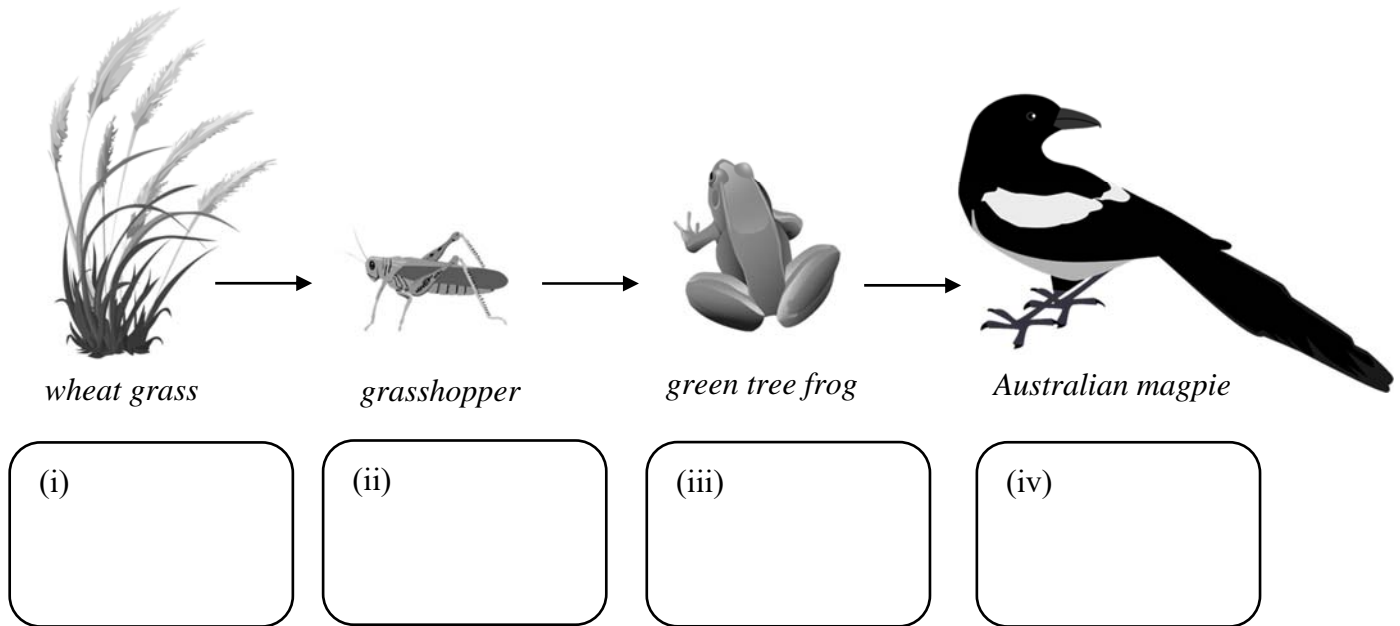 wheat grass
grasshopper
green tree frog
Australian magpie
(i)
(ii)
(iii)
(iv)